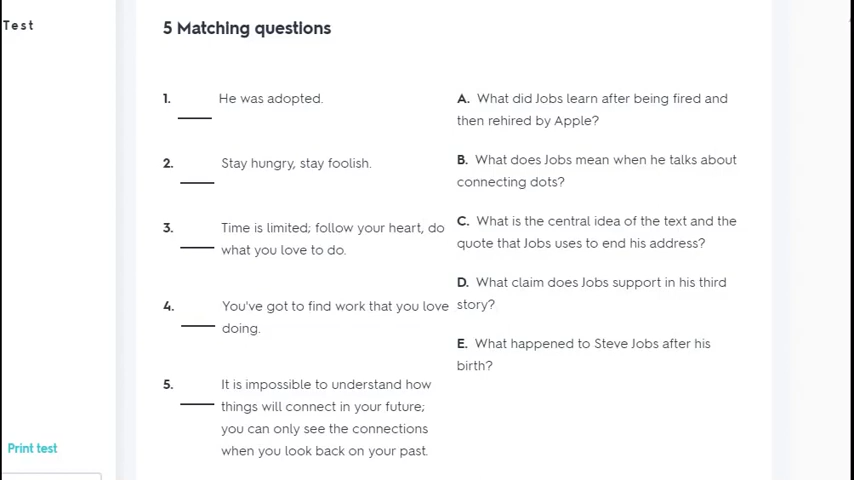 Test
5 Matching questions
1. ____ He was adopted.
2. ____ Stay hungry, stay foolish.
3. ____ Time is limited; follow your heart, do
what you love to do.
4. ____ You've got to find work that you love
doing.
5. ____ It is impossible to understand how
things will connect in your future;
you can only see the connections
when you look back on your past.
A. What did Jobs learn after being fired and
then rehired by Apple?
B. What does Jobs mean when he talks about
connecting dots?
C. What is the central idea of the text and the
quote that Jobs uses to end his address?
D. What claim does Jobs support in his third
story?
E. What happened to Steve Jobs after his
birth?
Print test